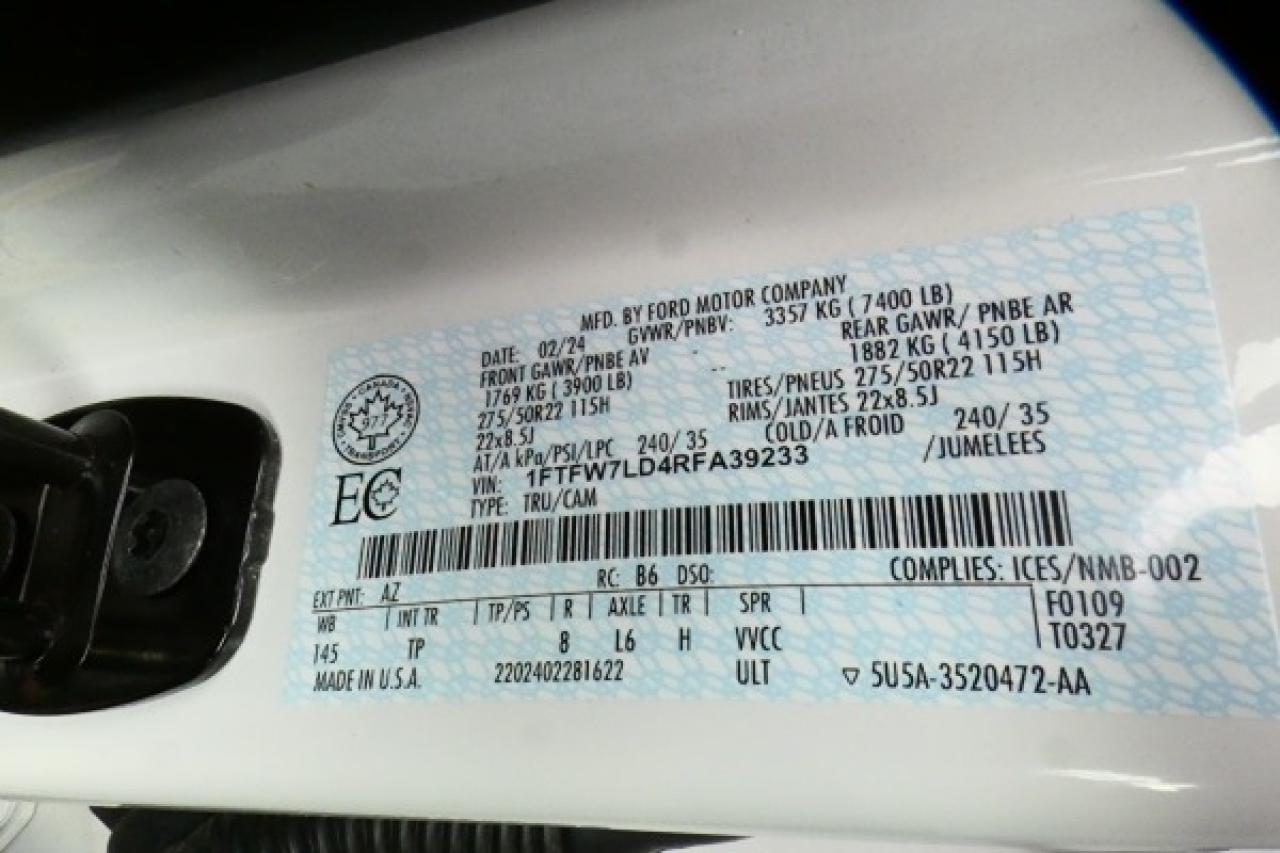 MFD. BY FORD MOTOR COMPANY
DATE: 02/24 GVWR/PNBV: 3357 KG ( 7400 LB)
FRONT GAWR/PNBE AV REAR GAWR/ PNBE AR
1769 KG ( 3900 LB) 1882 KG ( 4150 LB)
275/50R22 115H TIRES/PNEUS 275/50R22 115H
22x8.5J RIMS/JANTES 22x8.5J
AT/A kPa/PSI/LPC 240/ 35 COLD/A FROID 240/ 35
VIN: 1FTFW7LD4RFA39233 /JUMELEES
TYPE: TRU/CAM
CANADA
977
TRANSPORT
EC
COMPLIES: ICES/NMB-002
EXT PNT: AZ RC: B6 DSO:
WB INT TR TP/PS R AXLE TR SPR F0109
145 TP 8 L6 H VVCC T0327
MADE IN U.S.A. 2202402281622 ULT ▽ 5U5A-3520472-AA